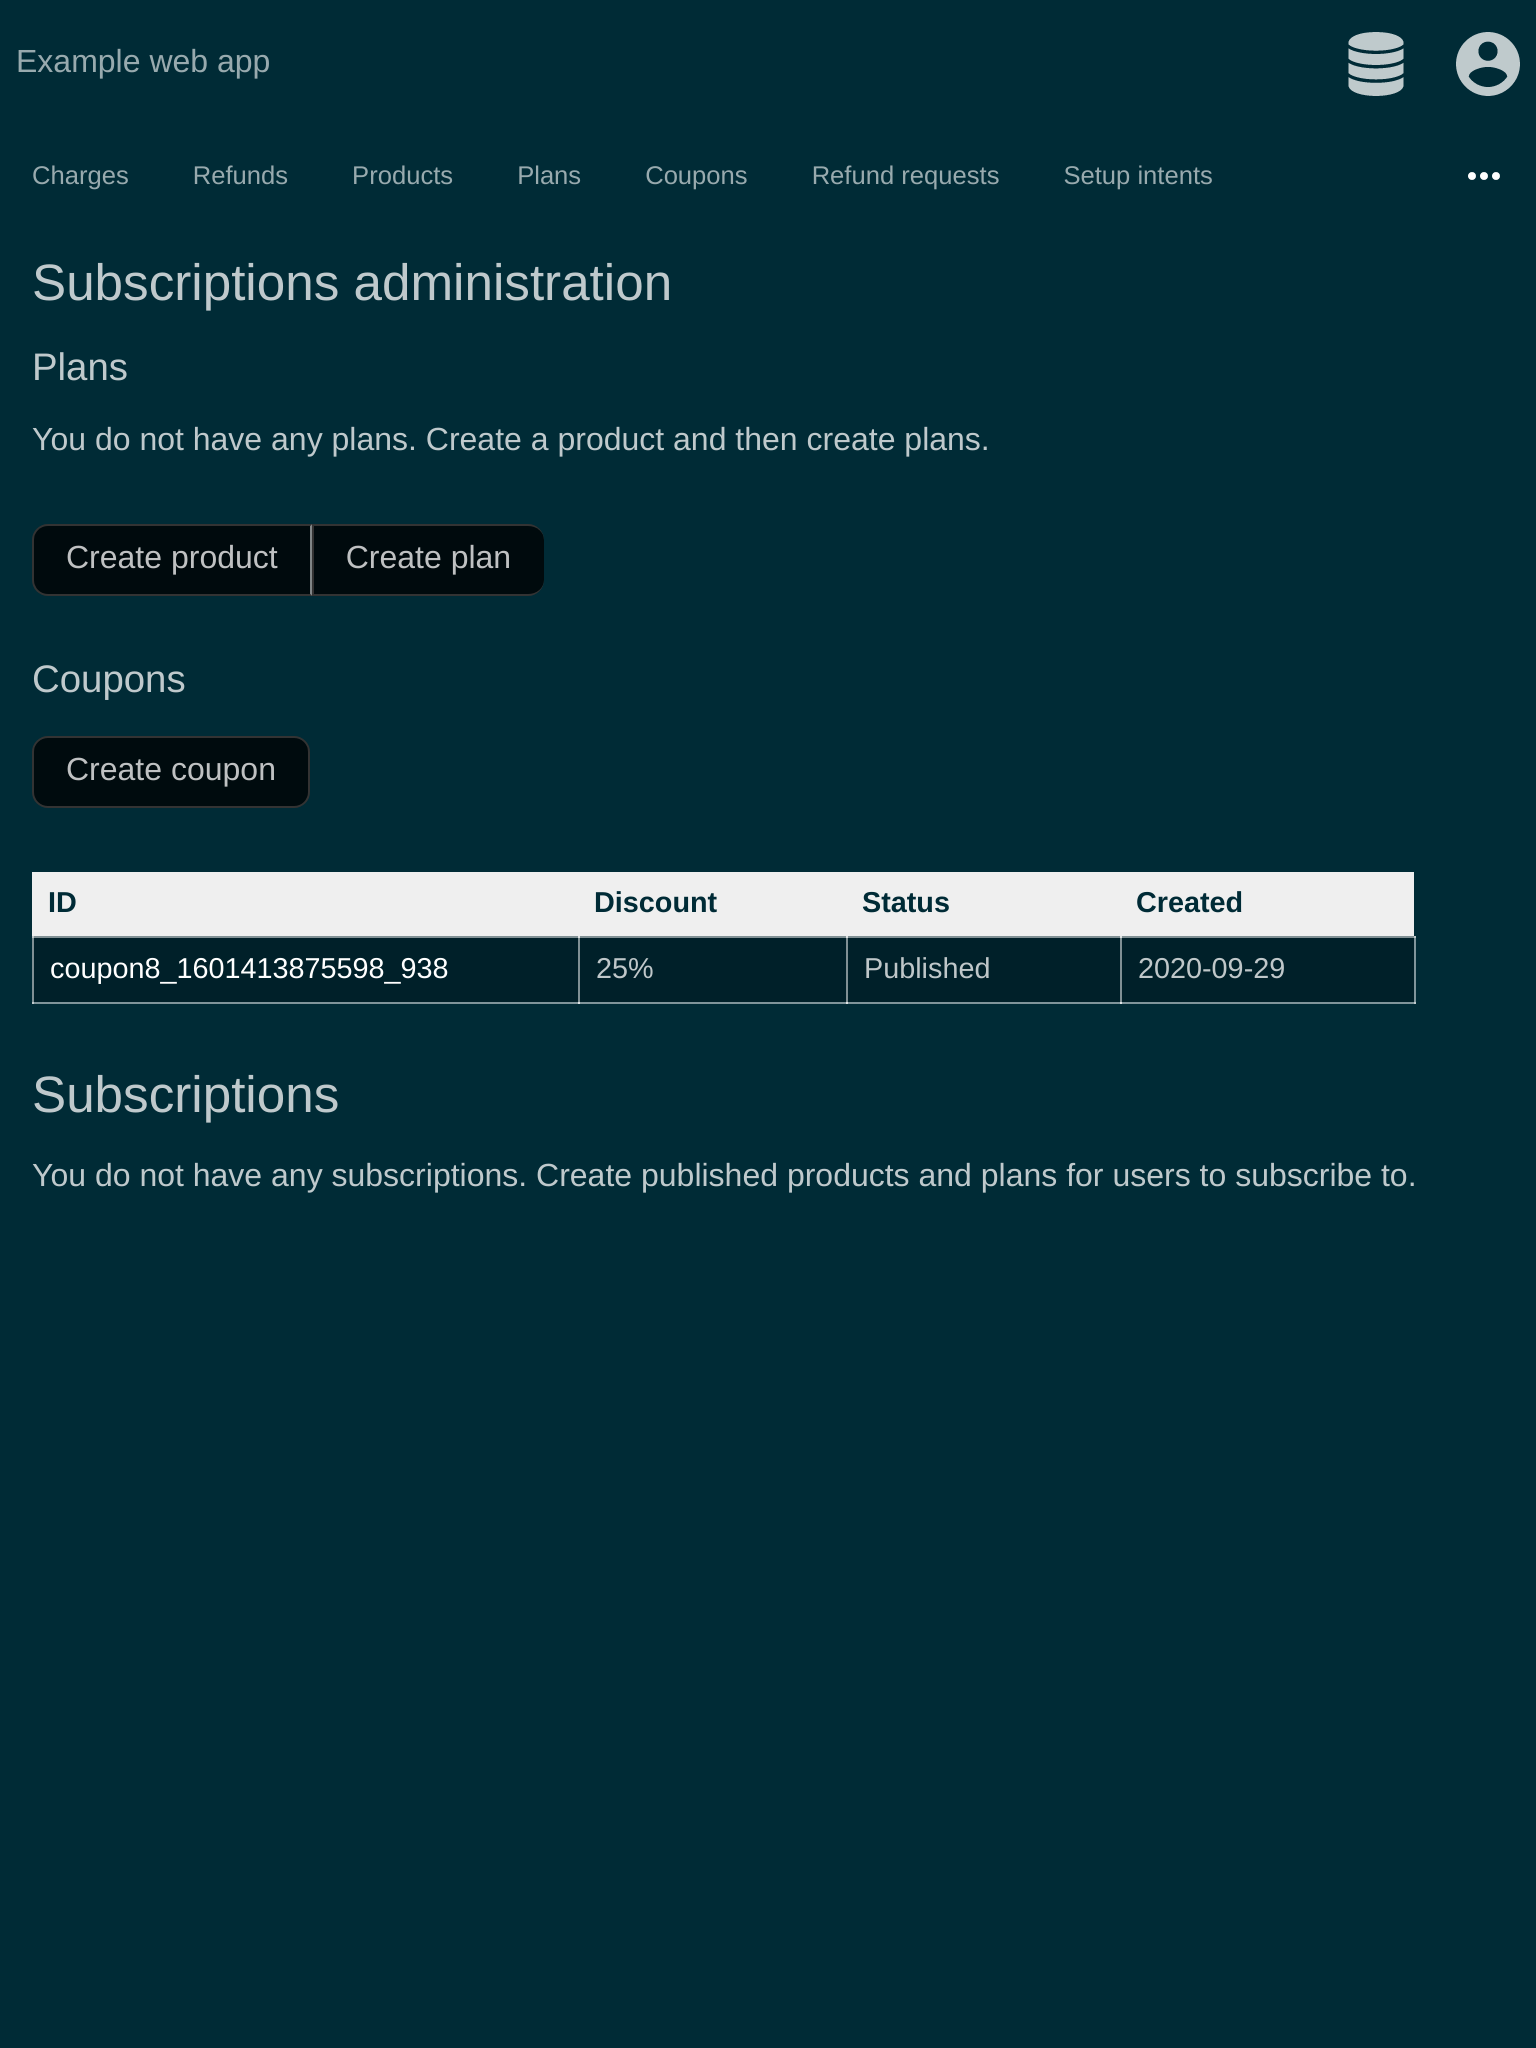 Example web app
Charges Refunds Products Plans Coupons Refund requests Setup intents
Subscriptions administration
Plans
You do not have any plans. Create a product and then create plans.
Create product Create plan
Coupons
Create coupon
ID Discount Status Created
coupon8_1601413875598_938 25% Published 2020-09-29
Subscriptions
You do not have any subscriptions. Create published products and plans for users to subscribe to.